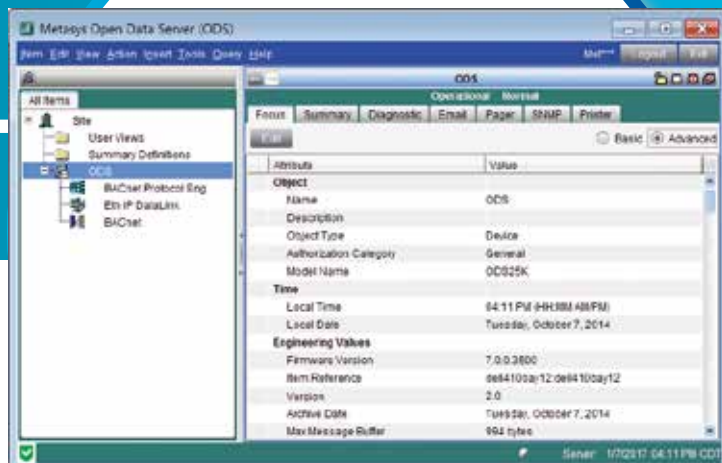 Metasys Open Data Server (ODS)
Item Edit View Action Insert Tools Query Help
Logout Exit
ODS
Operational Normal
All Items
Focus Summary Diagnostic Email Pager SNMP Printer
Edit
Basic Advanced
Site
User Views
Summary Definitions
ODS
BACnet Protocol Eng
Eth IP DataLink
BACnet
Attribute Value
Object
Name ODS
Description
Object Type Device
Authorization Category General
Model Name ODS25K
Time
Local Time 04:11 PM (HH:MM AM/PM)
Local Date Tuesday, October 7, 2014
Engineering Values
Firmware Version 7.0.0.3600
Item Reference dell410bay12:dell410bay12
Version 2.0
Archive Date Tuesday, October 7, 2014
Max Message Buffer 994 bytes
Server 1/7/2017 04:11 PM CDT